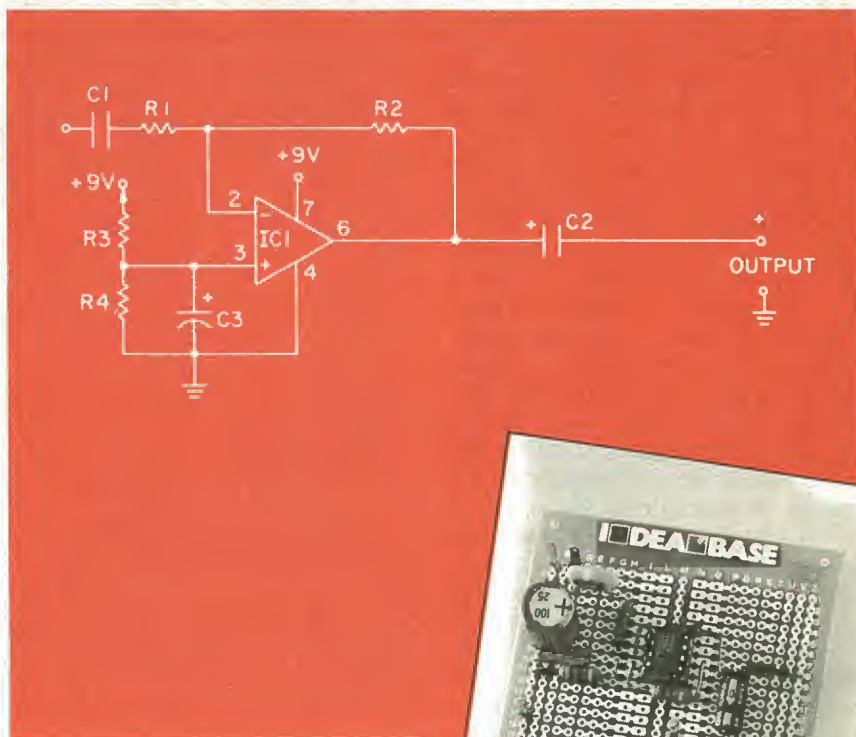 C1
R1
R2
+9V
+9V
2
7
R3
IC1
6
+
C2
+
3
OUTPUT
R4
4
+
C3
IDEA BASE
100
25